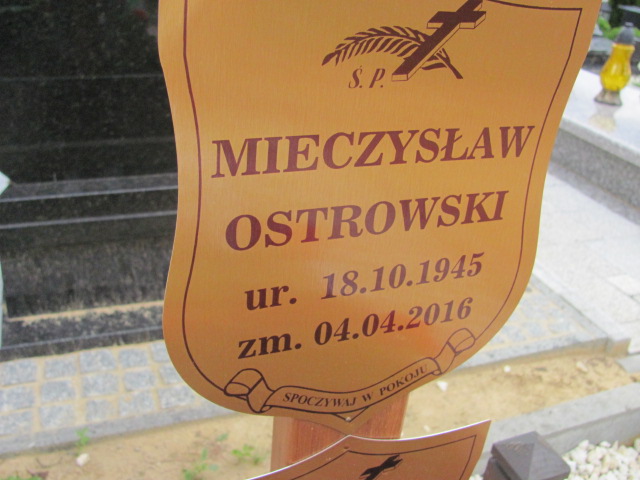 Ś. P.
MIECZYSŁAW
OSTROWSKI
ur. 18.10.1945
zm. 04.04.2016
SPOCZYWAJ W POKOJU